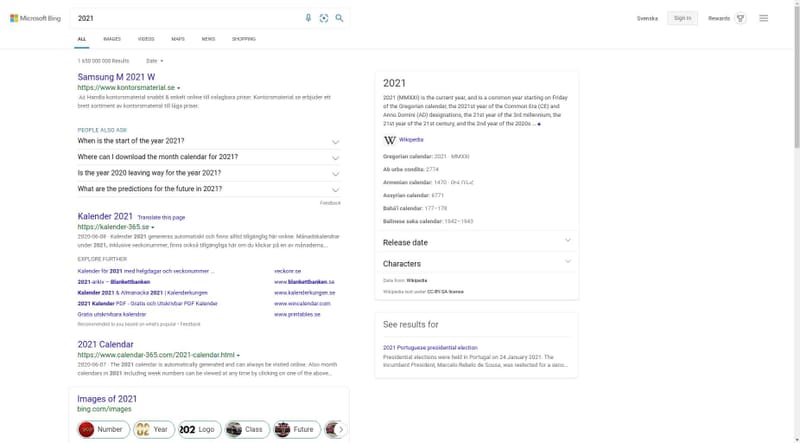 Microsoft Bing
2021
Svenska
Sign in
Rewards
ALL
IMAGES
VIDEOS
MAPS
NEWS
SHOPPING
1 650 000 000 Results
Date
Samsung M 2021 W
https://www.kontorsmaterial.se
Ad Handla kontorsmaterial snabbt & enkelt online till oslagbara priser. Kontorsmaterial.se erbjuder ett
brett sortiment av kontorsmaterial till låga priser.
PEOPLE ALSO ASK
When is the start of the year 2021?
Where can I download the month calendar for 2021?
Is the year 2020 leaving way for the year 2021?
What are the predictions for the future in 2021?
Feedback
Kalender 2021 Translate this page
https://kalender-365.se
2020-06-08 · Kalender 2021 genereras automatiskt och finns alltid tillgänglig här online. Månadskalendrar
under 2021, inklusive veckonummer, finns också tillgängliga här om du klickar på en av månaderna...
EXPLORE FURTHER
Kalender för 2021 med helgdagar och veckonummer ...
veckonr.se
2021-arkiv – Blankettbanken
www.blankettbanken.se
Kalender 2021 & Almanacka 2021 | Kalenderkungen
www.kalenderkungen.se
2021 Kalender PDF - Gratis och Utskrivbar PDF Kalender
www.wincalendar.com
Gratis utskrivbara kalendrar
www.printables.se
Recommended to you based on what's popular • Feedback
2021 Calendar
https://www.calendar-365.com/2021-calendar.html
2020-06-07 · The 2021 calendar is automatically generated and can always be visited online. Also month
calendars in 2021 including week numbers can be viewed at any time by clicking on one of the above...
Images of 2021
bing.com/images
Number
Year
Logo
Class
Future
2021
2021 (MMXXI) is the current year, and is a common year starting on Friday
of the Gregorian calendar, the 2021st year of the Common Era (CE) and
Anno Domini (AD) designations, the 21st year of the 3rd millennium, the
21st year of the 21st century, and the 2nd year of the 2020s ...
Wikipedia
Gregorian calendar: 2021 · MMXXI
Ab urbe condita: 2774
Armenian calendar: 1470 · ԹՎ ՌՆՀ
Assyrian calendar: 6771
Bahá'í calendar: 177–178
Balinese saka calendar: 1942–1943
Release date
Characters
Data from: Wikipedia
Wikipedia text under CC-BY-SA license
See results for
2021 Portuguese presidential election
Presidential elections were held in Portugal on 24 January 2021. The
incumbent President, Marcelo Rebelo de Sousa, was reelected for a seco...